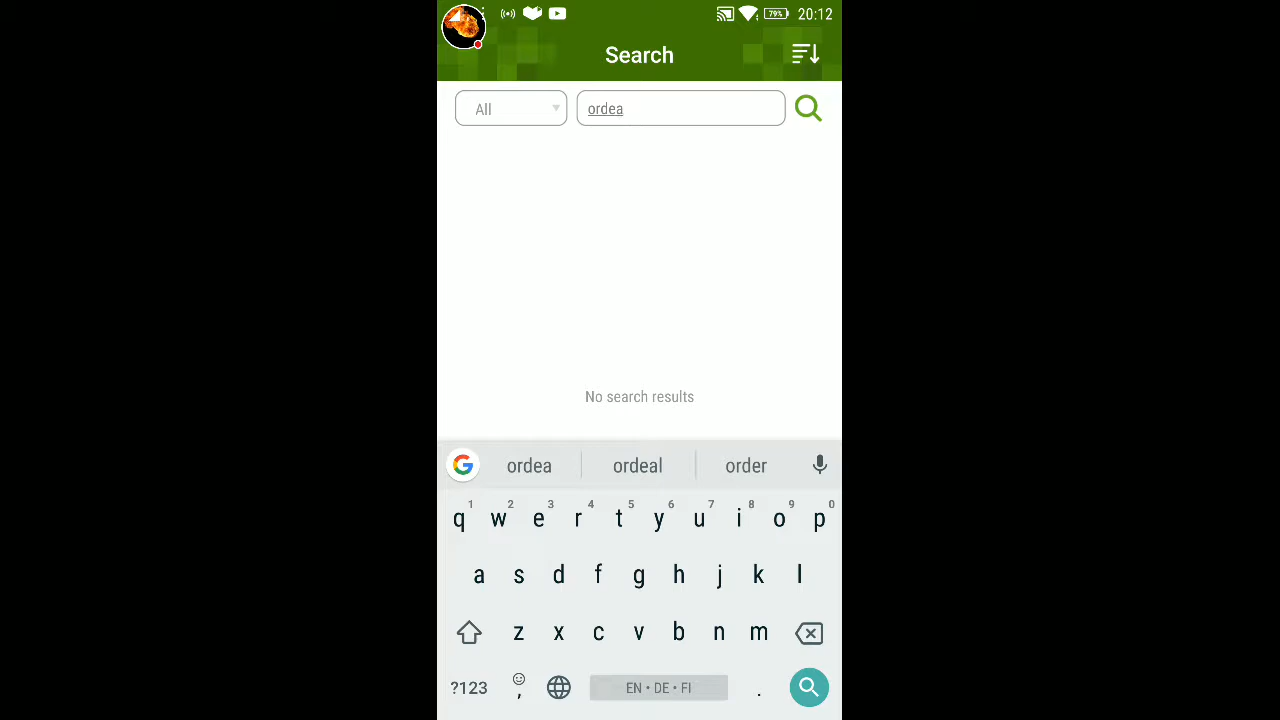 79% 20:12
Search
All ordea
No search results
ordea ordeal order
1 2 3 4 5 6 7 8 9 0
q w e r t y u i o p
a s d f g h j k l
z x c v b n m
?123 , EN • DE • FI .